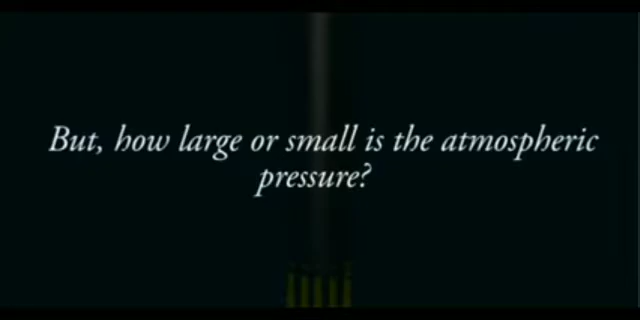 But, how large or small is the atmospheric
pressure?